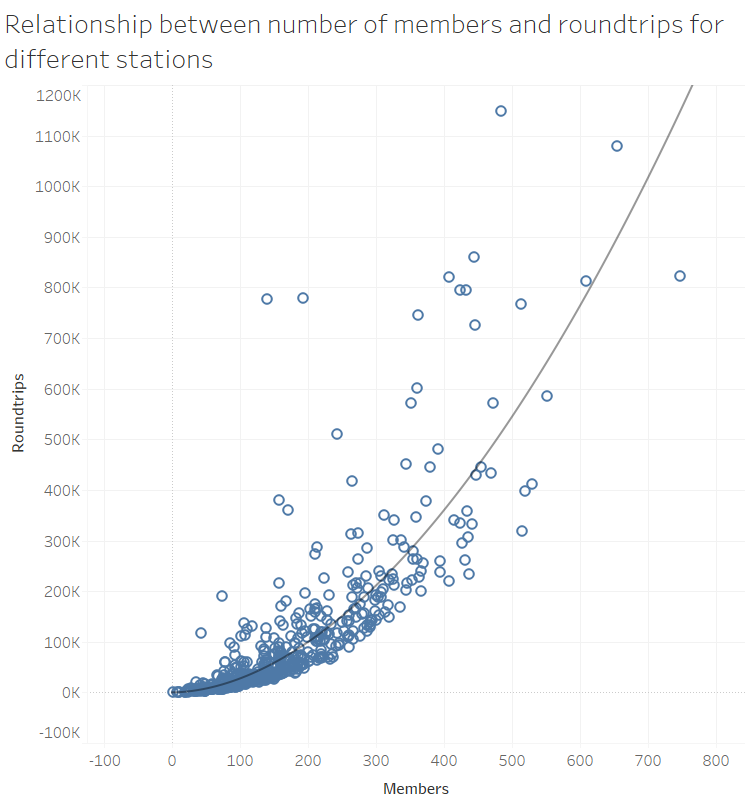 Relationship between number of members and roundtrips for
different stations
1200K
1100K
1000K
900K
800K
700K
600K
500K
400K
300K
200K
100K
0K
-100K
Roundtrips
-100 0 100 200 300 400 500 600 700 800
Members